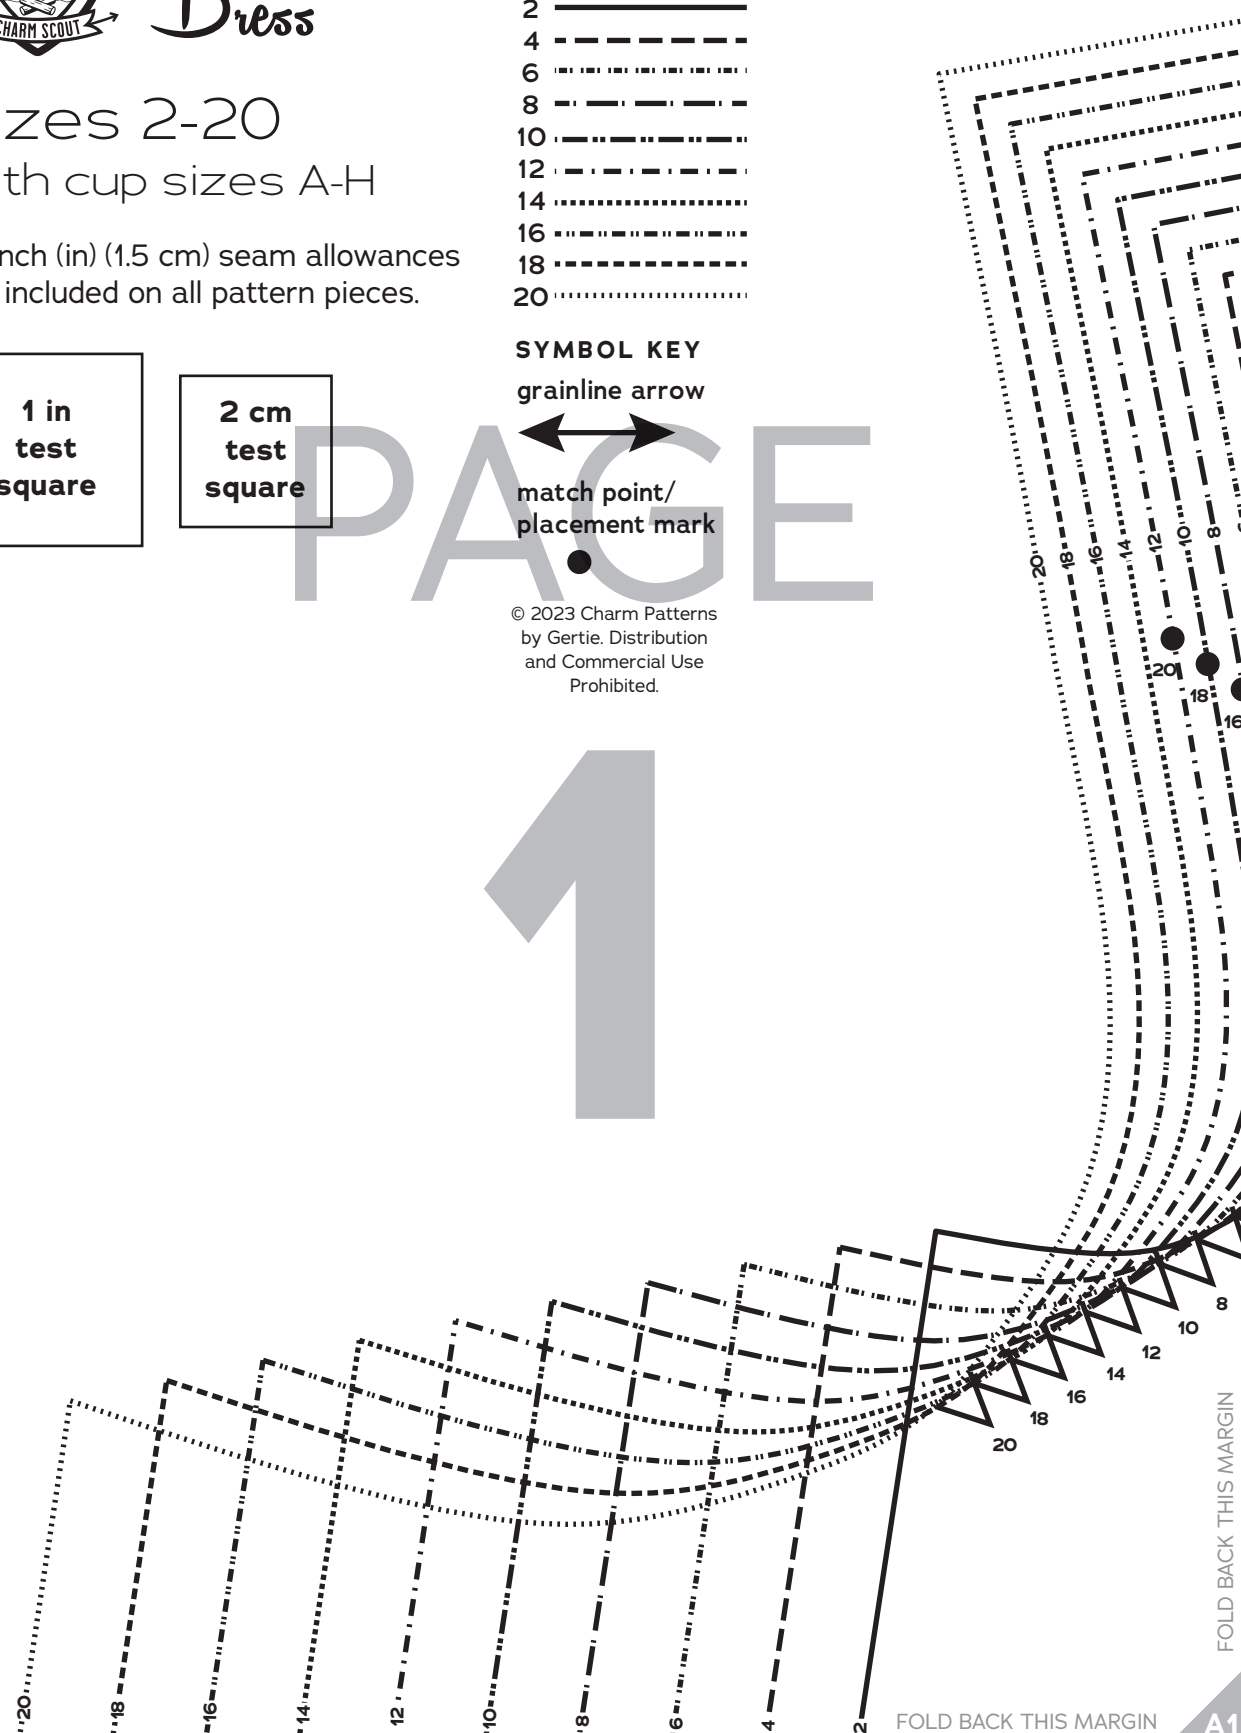 CHARM SCOUT
Dress
zes 2-20
th cup sizes A-H
nch (in) (1.5 cm) seam allowances
included on all pattern pieces.
1 in
test
square
2 cm
test
square
2
4
6
8
10
12
14
16
18
20
SYMBOL KEY
grainline arrow
match point/
placement mark
© 2023 Charm Patterns
by Gertie. Distribution
and Commercial Use
Prohibited.
PAGE
1
20
18
16
14
12
10
8
20
18
16
8
10
12
14
16
18
20
20
18
16
14
12
10
8
6
4
2
FOLD BACK THIS MARGIN
FOLD BACK THIS MARGIN
A1